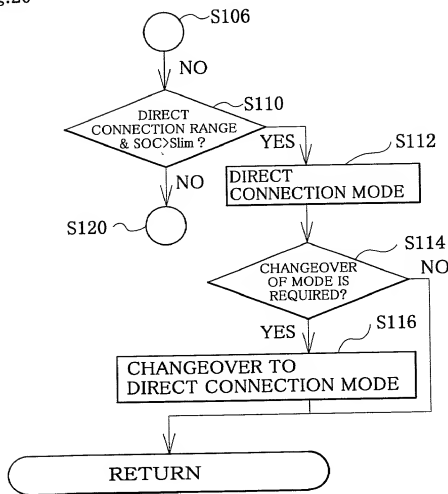 S106
NO
S110
DIRECT
CONNECTION RANGE
& SOC>Slim ?
YES
S112
DIRECT
CONNECTION MODE
NO
S120
S114
CHANGEOVER
OF MODE IS
REQUIRED?
NO
YES
S116
CHANGEOVER TO
DIRECT CONNECTION MODE
RETURN